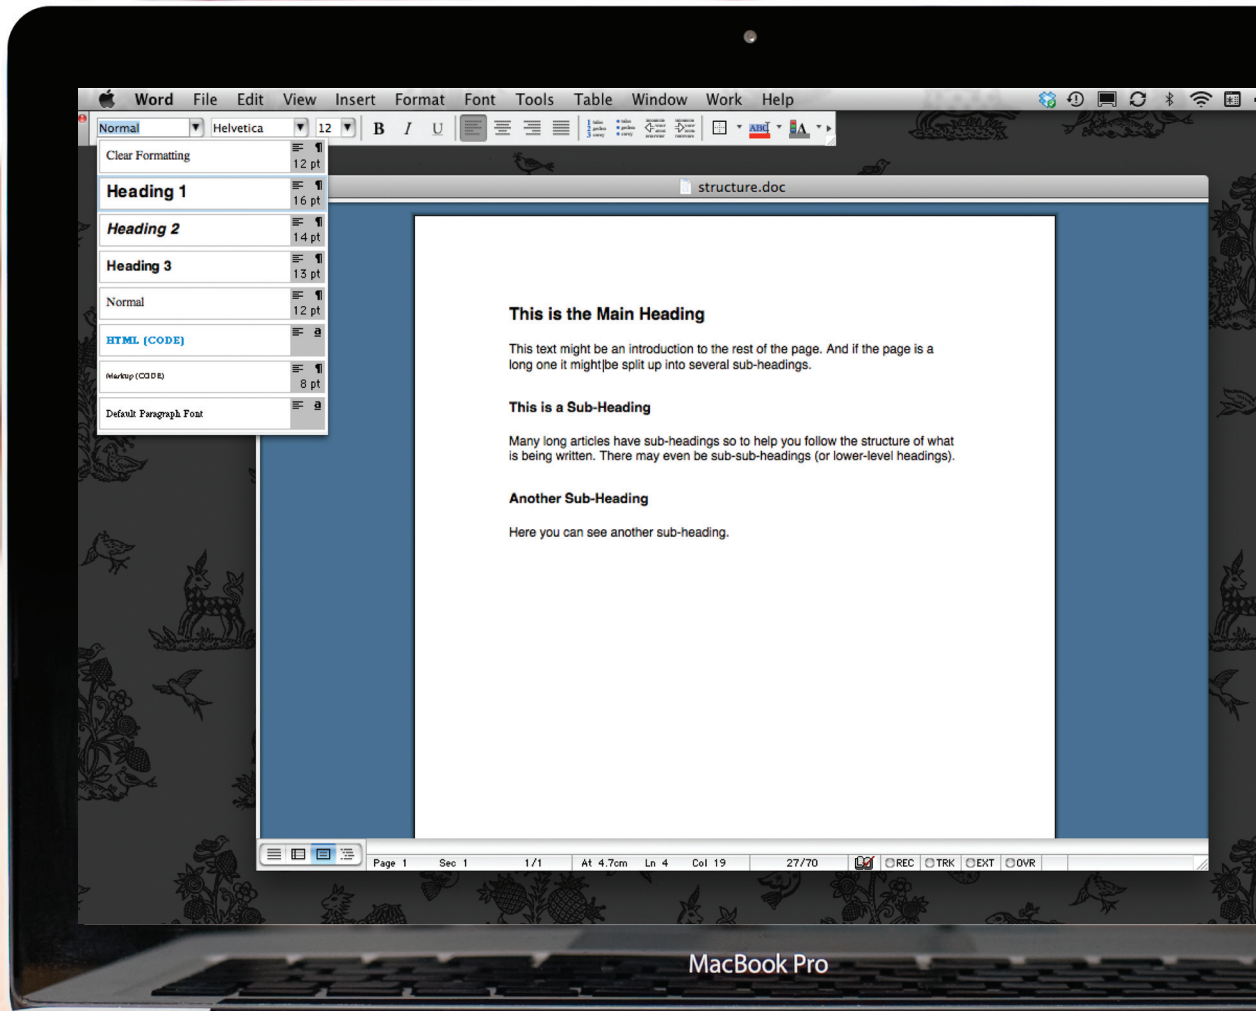 Word File Edit View Insert Format Font Tools Table Window Work Help
Normal Helvetica 12 B I U ABC A
Clear Formatting 12 pt
Heading 1 16 pt
Heading 2 14 pt
Heading 3 13 pt
Normal 12 pt
HTML (CODE) a
Markup (CODE) 8 pt
Default Paragraph Font a
structure.doc
This is the Main Heading
This text might be an introduction to the rest of the page. And if the page is a
long one it might be split up into several sub-headings.
This is a Sub-Heading
Many long articles have sub-headings so to help you follow the structure of what
is being written. There may even be sub-sub-headings (or lower-level headings).
Another Sub-Heading
Here you can see another sub-heading.
Page 1 Sec 1 1/1 At 4.7cm Ln 4 Col 19 27/70 REC TRK EXT OVR
MacBook Pro